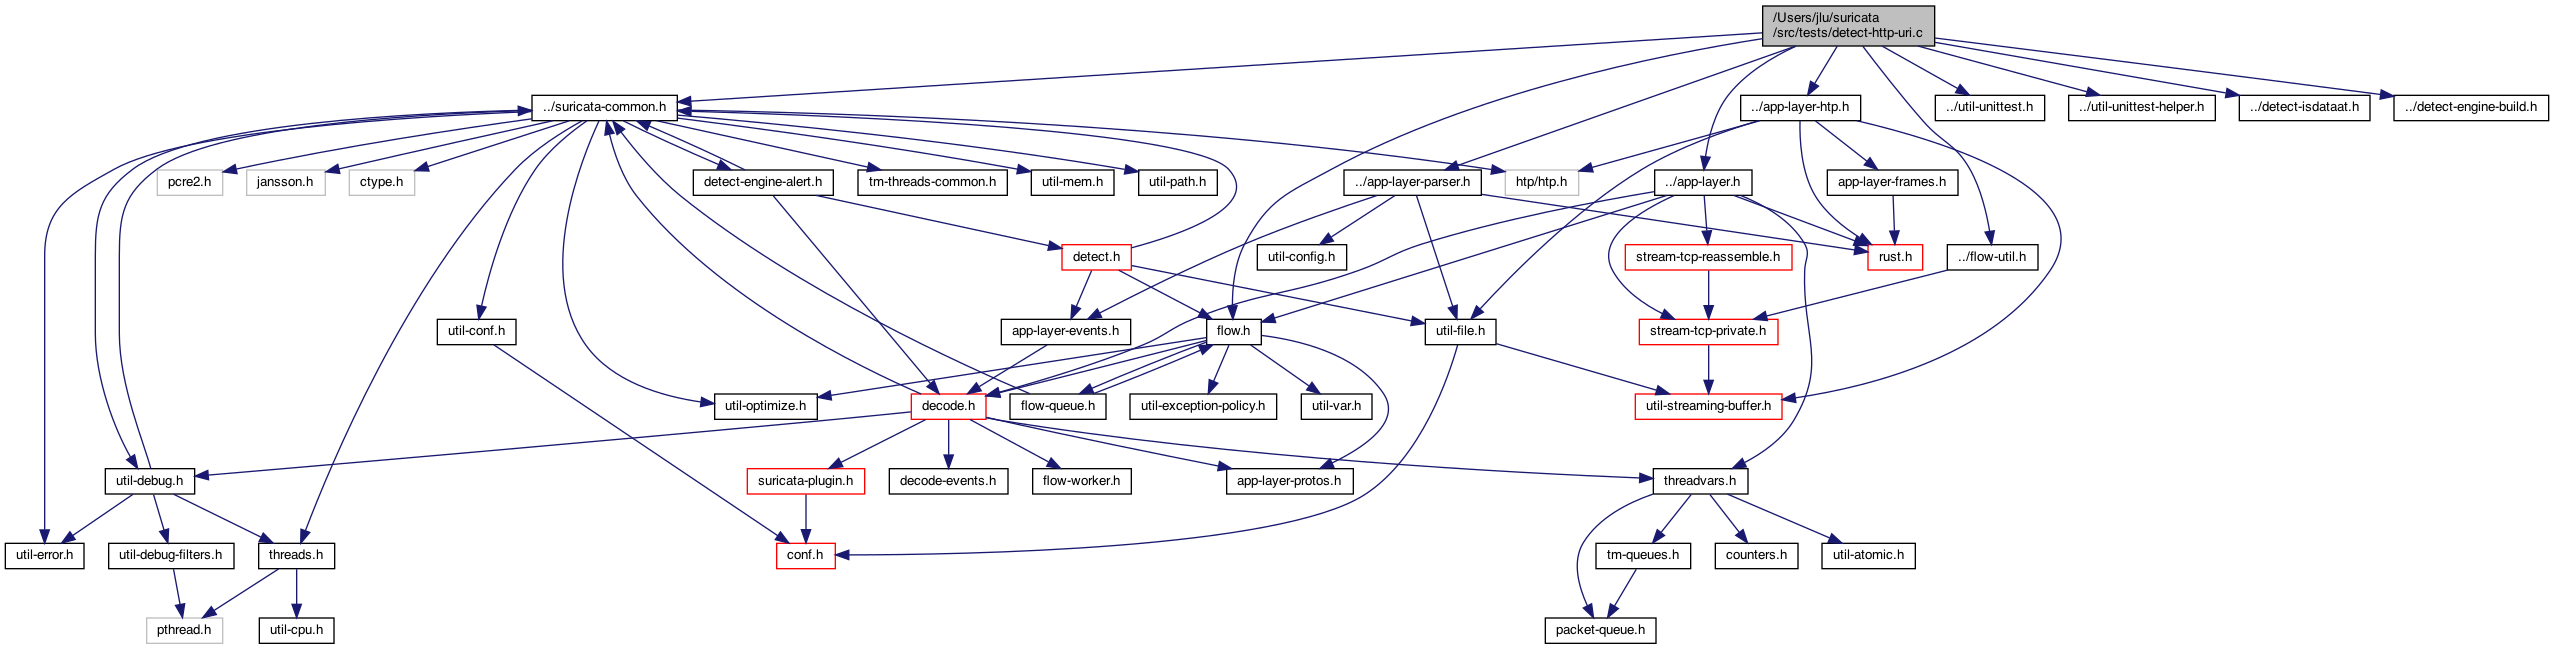 /Users/jlu/suricata
/src/tests/detect-http-uri.c
../suricata-common.h
../app-layer-htp.h
../util-unittest.h
../util-unittest-helper.h
../detect-isdataat.h
../detect-engine-build.h
pcre2.h
jansson.h
ctype.h
detect-engine-alert.h
tm-threads-common.h
util-mem.h
util-path.h
../app-layer-parser.h
htp/htp.h
../app-layer.h
app-layer-frames.h
detect.h
util-config.h
stream-tcp-reassemble.h
rust.h
../flow-util.h
util-conf.h
app-layer-events.h
flow.h
util-file.h
stream-tcp-private.h
util-optimize.h
decode.h
flow-queue.h
util-exception-policy.h
util-var.h
util-streaming-buffer.h
util-debug.h
suricata-plugin.h
decode-events.h
flow-worker.h
app-layer-protos.h
threadvars.h
util-error.h
util-debug-filters.h
threads.h
conf.h
tm-queues.h
counters.h
util-atomic.h
pthread.h
util-cpu.h
packet-queue.h